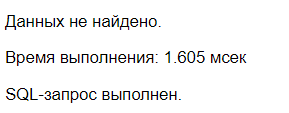 Данных не найдено.
Время выполнения: 1.605 мсек
SQL-запрос выполнен.